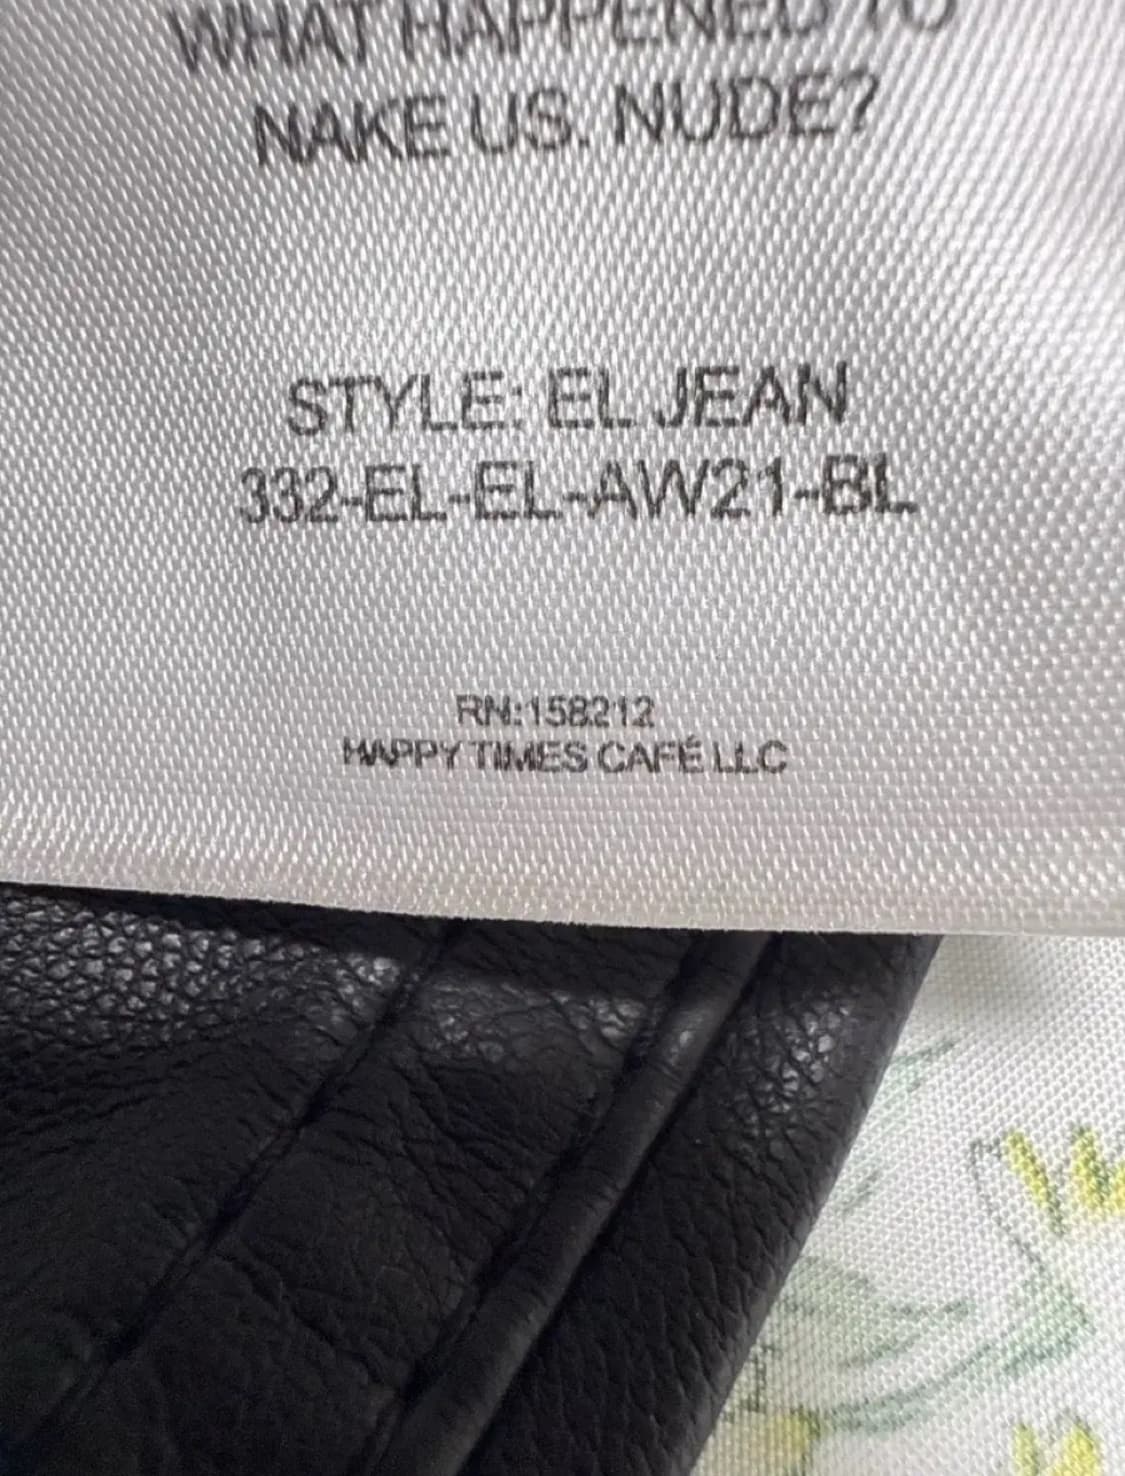 WHAT HAPPENED TO
NAKE US. NUDE?
STYLE: EL JEAN
332-EL-EL-AW21-BL
RN:158212
HAPPY TIMES CAFÉ LLC